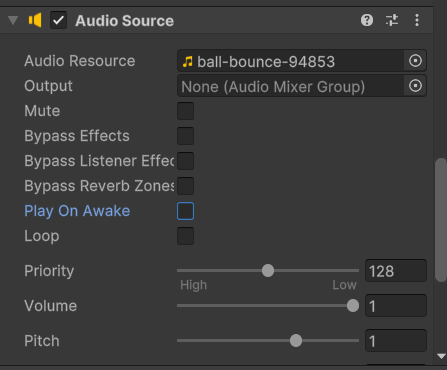 Audio Source
Audio Resource ball-bounce-94853
Output None (Audio Mixer Group)
Mute
Bypass Effects
Bypass Listener Effec
Bypass Reverb Zones
Play On Awake
Loop
Priority 128
High Low
Volume 1
Pitch 1